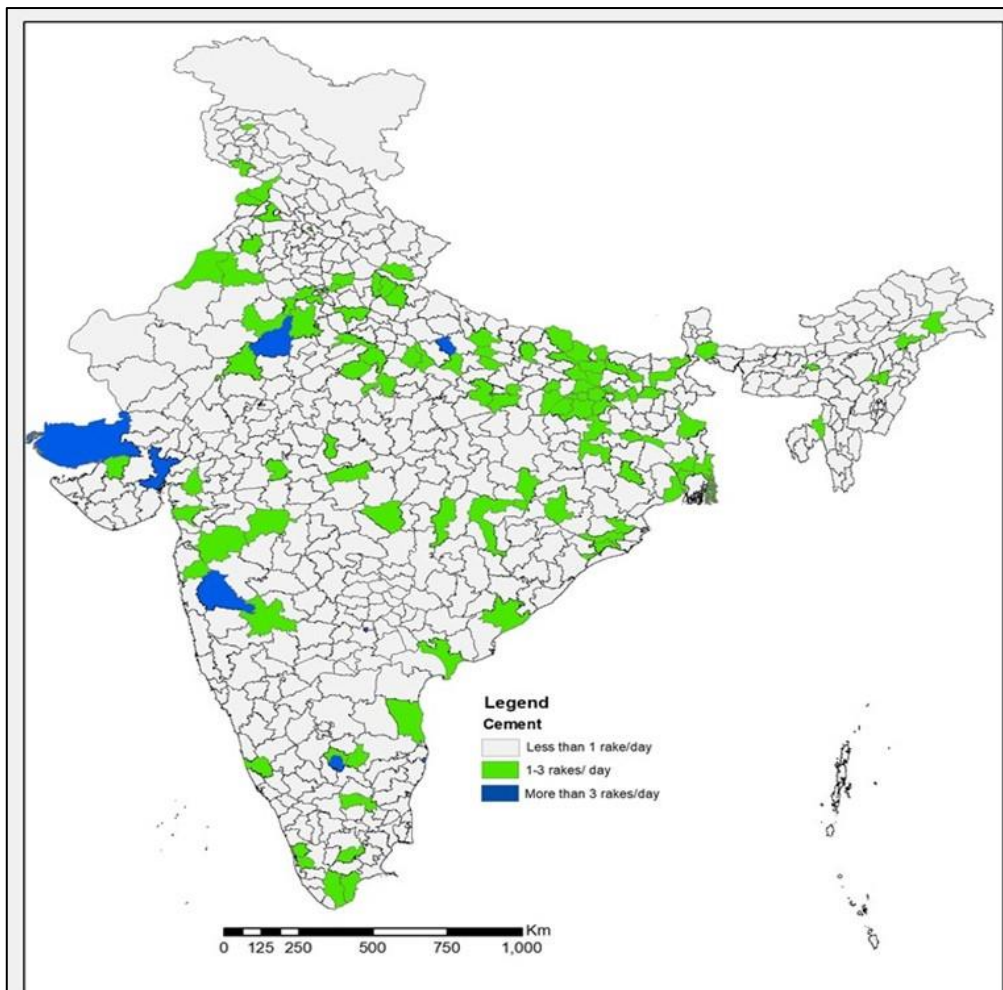 Legend
Cement
Less than 1 rake/day
1-3 rakes/ day
More than 3 rakes/day
Km
0 125 250 500 750 1,000